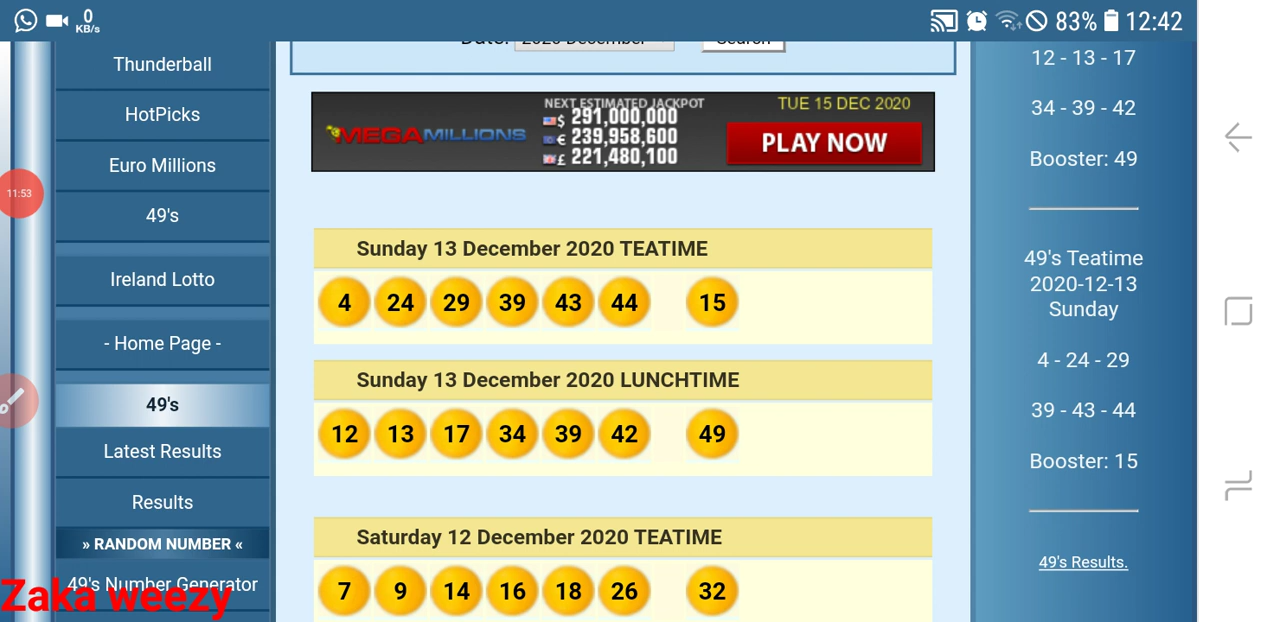 0
KB/s
83% 12:42
11:53
Thunderball
HotPicks
Euro Millions
49's
Ireland Lotto
- Home Page -
49's
Latest Results
Results
» RANDOM NUMBER «
49's Number Generator
Zaka weezy
Date: 2020 December Search
MEGAMILLIONS
NEXT ESTIMATED JACKPOT
$ 291,000,000
€ 239,958,600
£ 221,480,100
TUE 15 DEC 2020
PLAY NOW
Sunday 13 December 2020 TEATIME
4 24 29 39 43 44 15
Sunday 13 December 2020 LUNCHTIME
12 13 17 34 39 42 49
Saturday 12 December 2020 TEATIME
7 9 14 16 18 26 32
12 - 13 - 17
34 - 39 - 42
Booster: 49
49's Teatime
2020-12-13
Sunday
4 - 24 - 29
39 - 43 - 44
Booster: 15
49's Results.